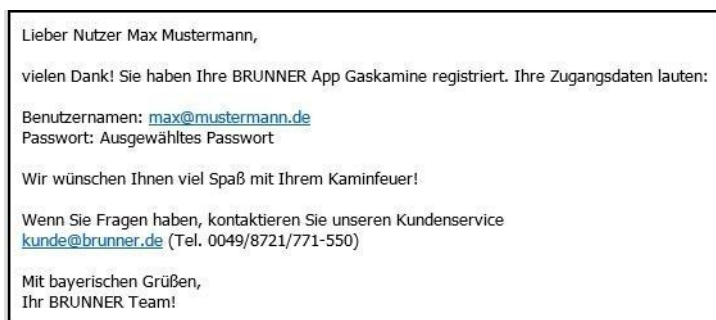 Lieber Nutzer Max Mustermann,
vielen Dank! Sie haben Ihre BRUNNER App Gaskamine registriert. Ihre Zugangsdaten lauten:
Benutzernamen: max@mustermann.de
Passwort: Ausgewähltes Passwort
Wir wünschen Ihnen viel Spaß mit Ihrem Kaminfeuer!
Wenn Sie Fragen haben, kontaktieren Sie unseren Kundenservice
kunde@brunner.de (Tel. 0049/8721/771-550)
Mit bayerischen Grüßen,
Ihr BRUNNER Team!